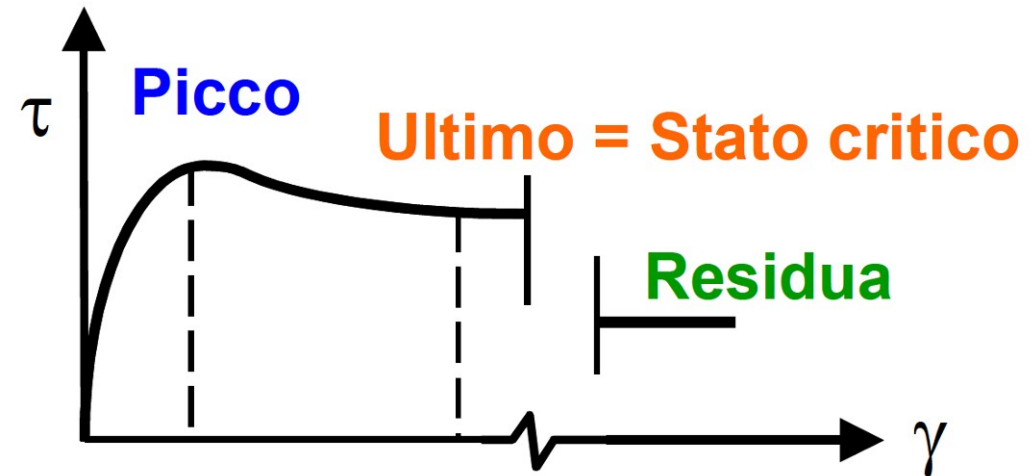 τ
Picco
Ultimo = Stato critico
Residua
γ